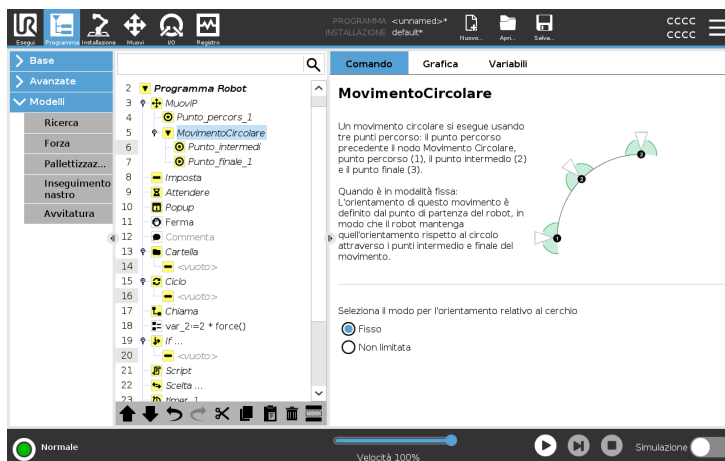 UR
Esegui
Programma
Installazione
Muovi
I/O
Registro
PROGRAMMA <unnamed>*
INSTALLAZIONE default*
Nuovo...
Apri...
Salva...
CCCC
CCCC
Base
Avanzate
Modelli
Ricerca
Forza
Pallettizzaz...
Inseguimento
nastro
Avvitatura
2 Programma Robot
3 MuoviP
4 Punto_percors_1
5 MovimentoCircolare
6 Punto_intermedi
7 Punto_finale_1
8 Imposta
9 Attendere
10 Popup
11 Ferma
12 Commenta
13 Cartella
14 <vuoto>
15 Ciclo
16 <vuoto>
17 Chiama
18 var_2:=2 * force()
19 If ...
20 <vuoto>
21 Script
22 Scelta ...
23 timer_1
Comando
Grafica
Variabili
MovimentoCircolare
Un movimento circolare si esegue usando
tre punti percorso: il punto percorso
precedente il nodo Movimento Circolare,
punto percorso (1), il punto intermedio (2)
e il punto finale (3).
Quando è in modalità fissa:
L'orientamento di questo movimento è
definito dal punto di partenza del robot, in
modo che il robot mantenga
quell'orientamento rispetto al circolo
attraverso i punti intermedio e finale del
movimento.
1
2
3
Seleziona il modo per l'orientamento relativo al cerchio
Fisso
Non limitata
Normale
Velocità 100%
Simulazione